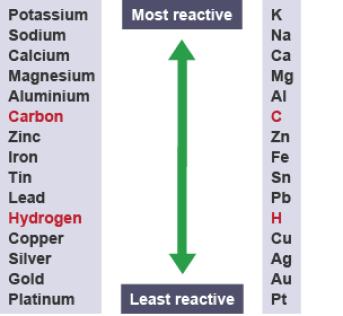 Potassium Most reactive K
Sodium Na
Calcium Ca
Magnesium Mg
Aluminium Al
Carbon C
Zinc Zn
Iron Fe
Tin Sn
Lead Pb
Hydrogen H
Copper Cu
Silver Ag
Gold Au
Platinum Least reactive Pt